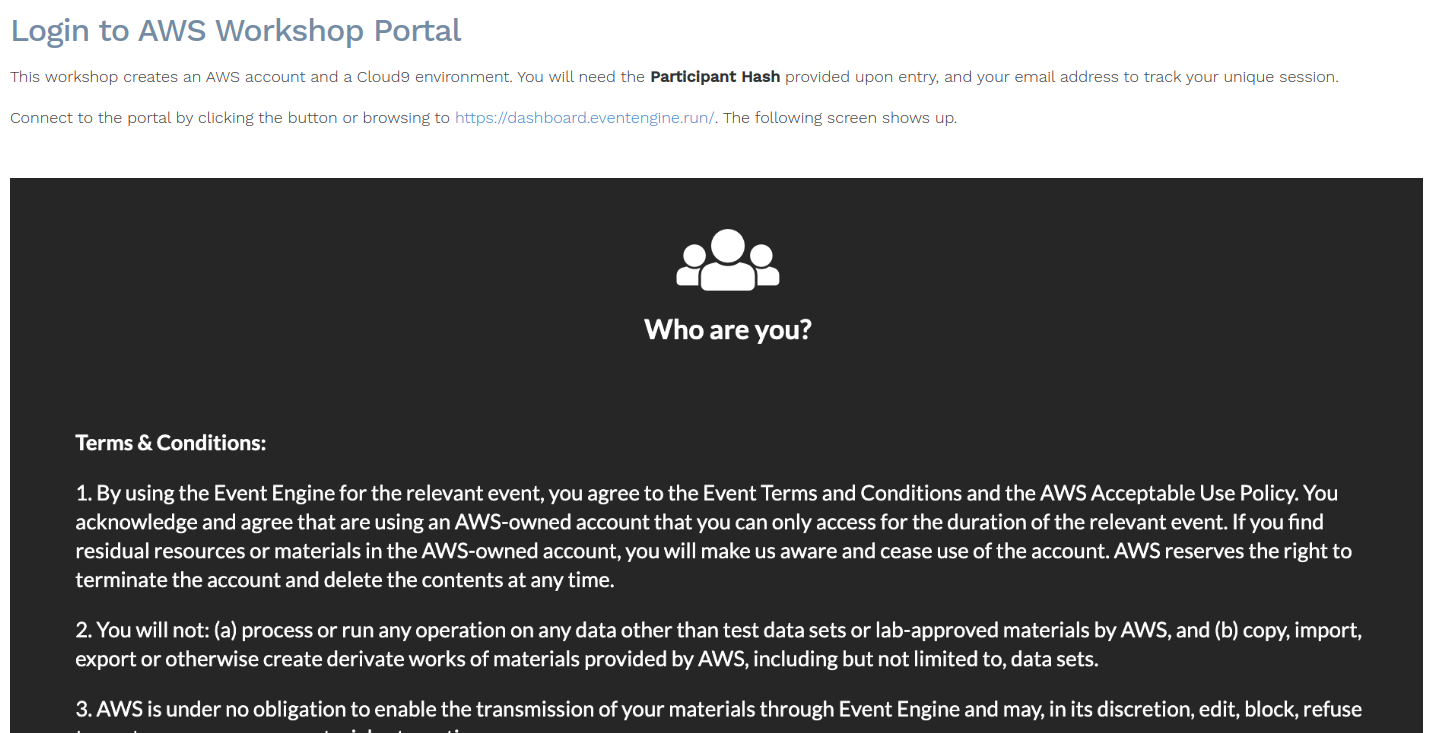 Login to AWS Workshop Portal
This workshop creates an AWS account and a Cloud9 environment. You will need the Participant Hash provided upon entry, and your email address to track your unique session.
Connect to the portal by clicking the button or browsing to https://dashboard.eventengine.run/. The following screen shows up.
Who are you?
Terms & Conditions:
1. By using the Event Engine for the relevant event, you agree to the Event Terms and Conditions and the AWS Acceptable Use Policy. You
acknowledge and agree that are using an AWS-owned account that you can only access for the duration of the relevant event. If you find
residual resources or materials in the AWS-owned account, you will make us aware and cease use of the account. AWS reserves the right to
terminate the account and delete the contents at any time.
2. You will not: (a) process or run any operation on any data other than test data sets or lab-approved materials by AWS, and (b) copy, import,
export or otherwise create derivate works of materials provided by AWS, including but not limited to, data sets.
3. AWS is under no obligation to enable the transmission of your materials through Event Engine and may, in its discretion, edit, block, refuse